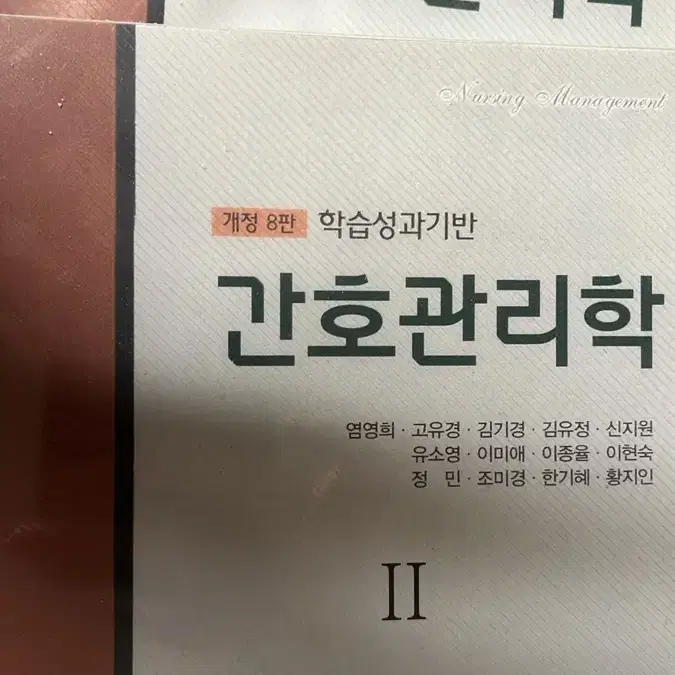 Nursing Management
개정 8판 학습성과기반
간호관리학
염영희 · 고유경 · 김기경 · 김유정 · 신지원
유소영 · 이미애 · 이종율 · 이현숙
정 민 · 조미경 · 한기혜 · 황지인
II